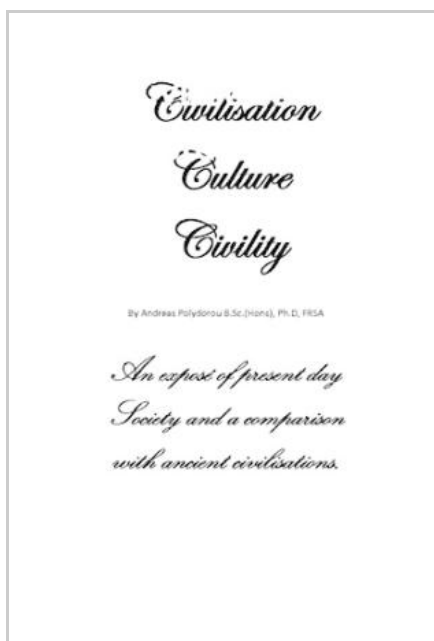 Civilisation
Culture
Civility
By Andreas Polydorou B.Sc.(Hons), Ph.D, FRSA
An exposé of present day
Society and a comparison
with ancient civilisations.